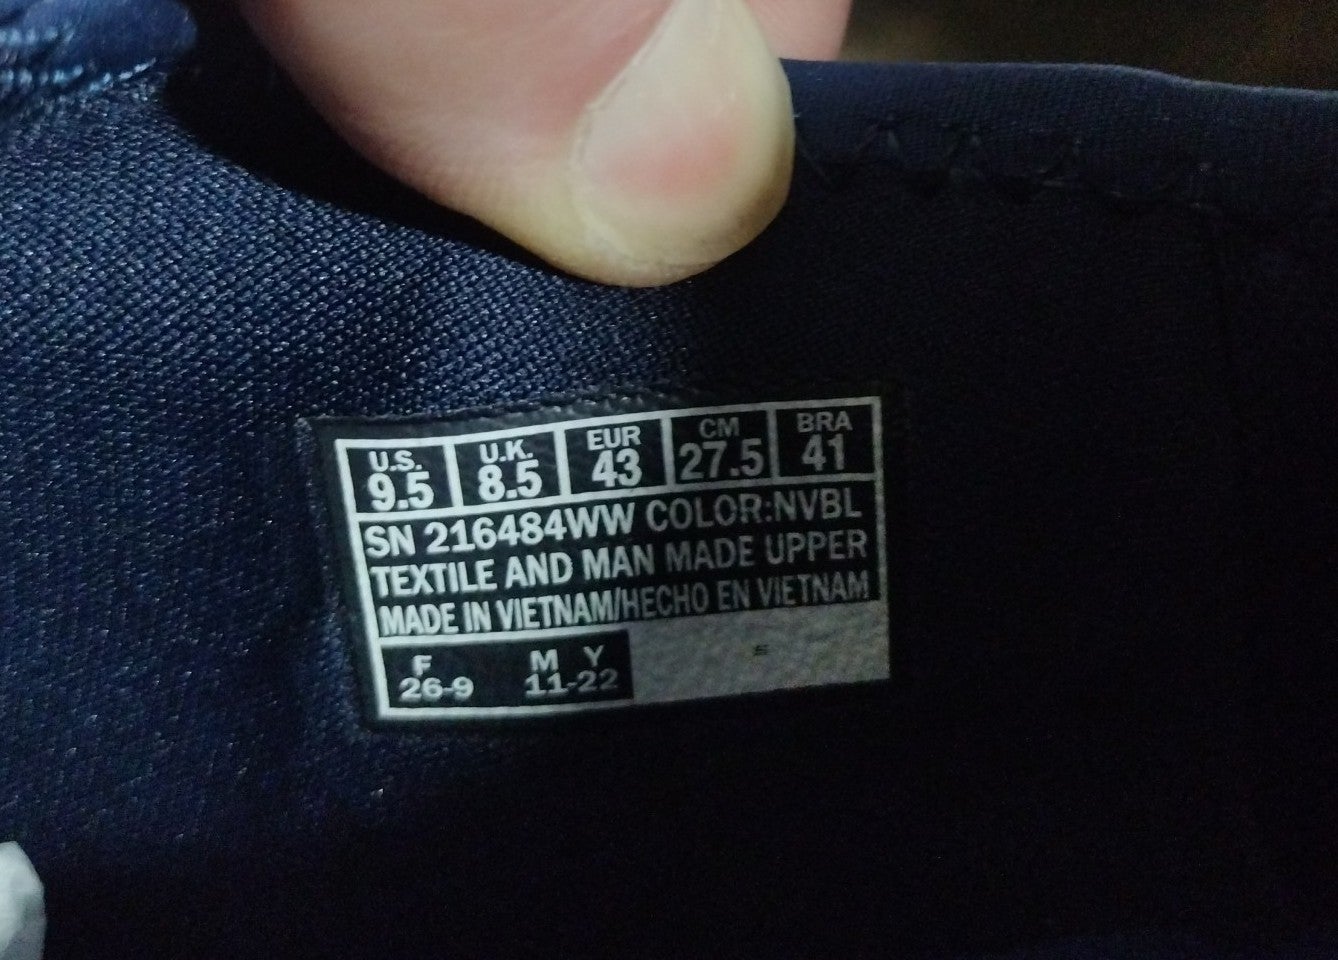 U.S. U.K. EUR CM BRA
9.5 8.5 43 27.5 41
SN 216484WW COLOR:NVBL
TEXTILE AND MAN MADE UPPER
MADE IN VIETNAM/HECHO EN VIETNAM
F M Y
26-9 11-22